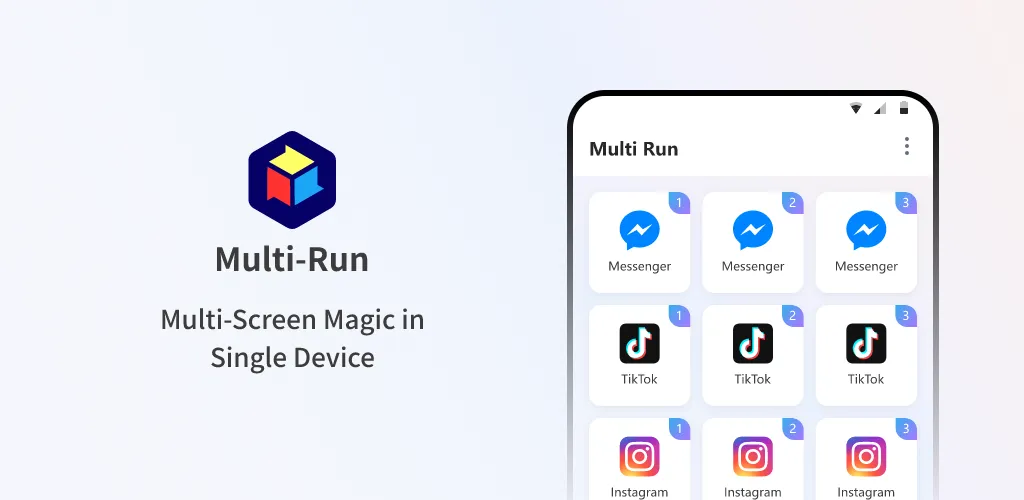 Multi-Run
Multi-Screen Magic in
Single Device
Multi Run
1
2
3
Messenger
Messenger
Messenger
1
2
3
TikTok
TikTok
TikTok
1
2
3
Instagram
Instagram
Instagram